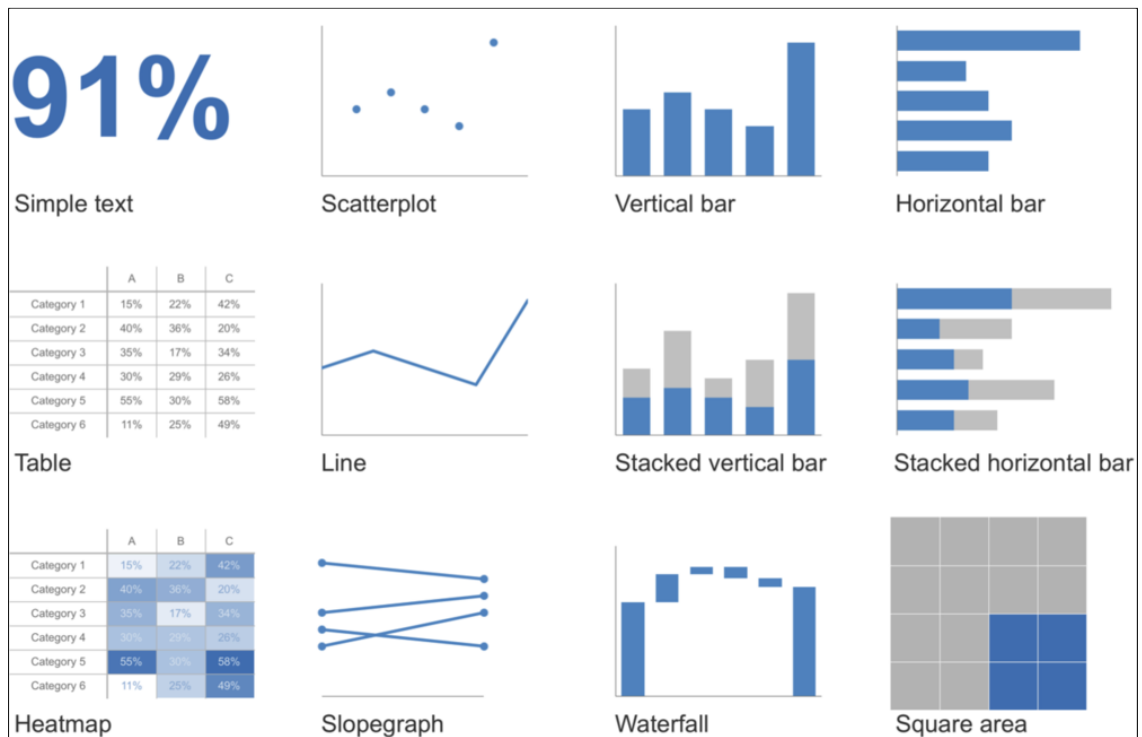 91%
Simple text
Scatterplot
Vertical bar
Horizontal bar
A B C
Category 1 15% 22% 42%
Category 2 40% 36% 20%
Category 3 35% 17% 34%
Category 4 30% 29% 26%
Category 5 55% 30% 58%
Category 6 11% 25% 49%
Table
Line
Stacked vertical bar
Stacked horizontal bar
A B C
Category 1 15% 22% 42%
Category 2 40% 36% 20%
Category 3 35% 17% 34%
Category 4 30% 29% 26%
Category 5 55% 30% 58%
Category 6 11% 25% 49%
Heatmap
Slopegraph
Waterfall
Square area